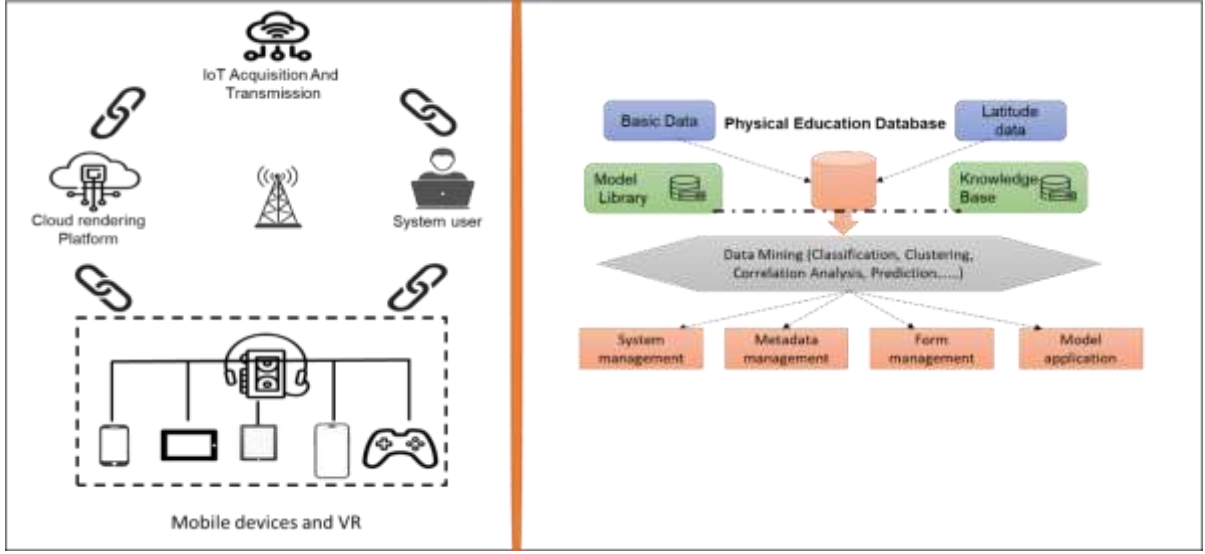 IoT Acquisition And
Transmission
Cloud rendering
Platform
System user
Mobile devices and VR
Basic Data
Physical Education Database
Latitude
data
Model
Library
Knowledge
Base
Data Mining (Classification, Clustering,
Correlation Analysis, Prediction,.....)
System
management
Metadata
management
Form
management
Model
application